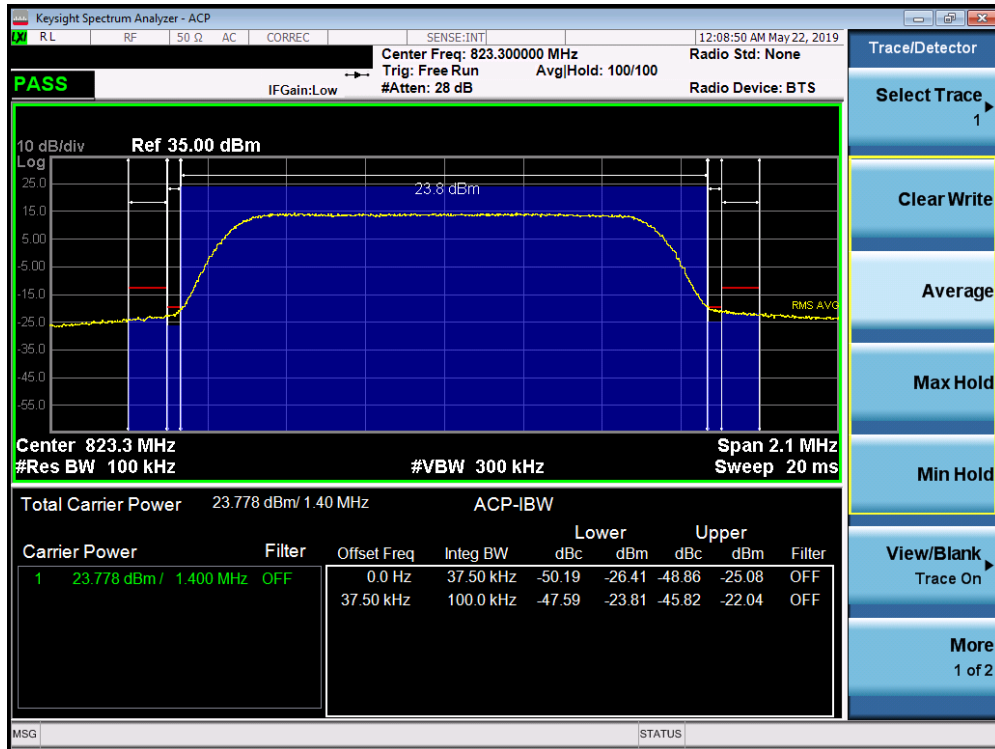 Keysight Spectrum Analyzer - ACP
LXI RL RF 50 Ω AC CORREC SENSE:INT 12:08:50 AM May 22, 2019
Center Freq: 823.300000 MHz Radio Std: None
Trig: Free Run Avg|Hold: 100/100
PASS IFGain:Low #Atten: 28 dB Radio Device: BTS
10 dB/div Ref 35.00 dBm
Log
25.0
23.8 dBm
15.0
5.00
-5.00
-15.0
RMS AVG
-25.0
-35.0
-45.0
-55.0
Center 823.3 MHz Span 2.1 MHz
#Res BW 100 kHz #VBW 300 kHz Sweep 20 ms
Total Carrier Power 23.778 dBm/ 1.40 MHz ACP-IBW
Lower Upper
Carrier Power Filter Offset Freq Integ BW dBc dBm dBc dBm Filter
1 23.778 dBm / 1.400 MHz OFF 0.0 Hz 37.50 kHz -50.19 -26.41 -48.86 -25.08 OFF
37.50 kHz 100.0 kHz -47.59 -23.81 -45.82 -22.04 OFF
MSG STATUS
Trace/Detector
Select Trace
1
Clear Write
Average
Max Hold
Min Hold
View/Blank
Trace On
More
1 of 2